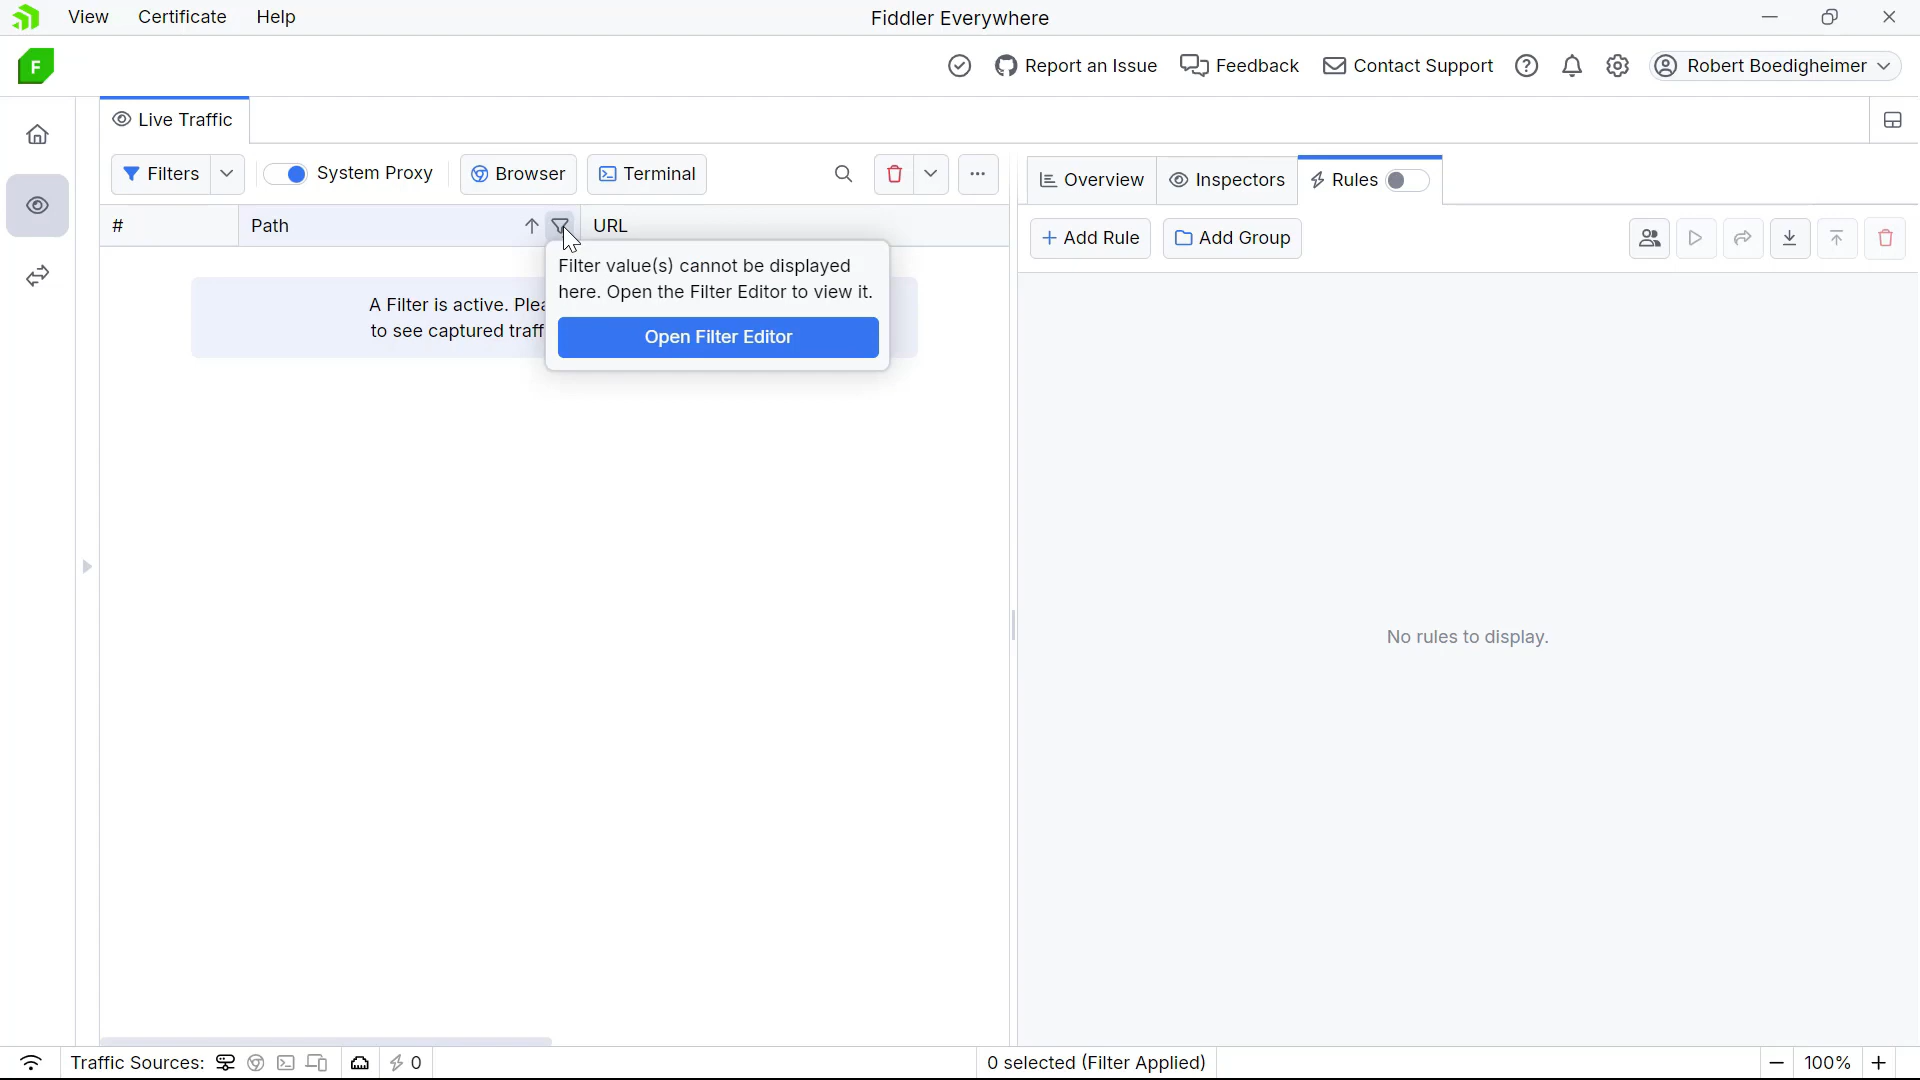 View Certificate Help Fiddler Everywhere
F Report an Issue Feedback Contact Support Robert Boedigheimer
Live Traffic
Filters System Proxy Browser Terminal
Overview Inspectors Rules
# Path URL
Add Rule Add Group
Filter value(s) cannot be displayed
here. Open the Filter Editor to view it.
Open Filter Editor
A Filter is active.
to see captured
No rules to display.
Traffic Sources: 0 0 selected (Filter Applied) 100%